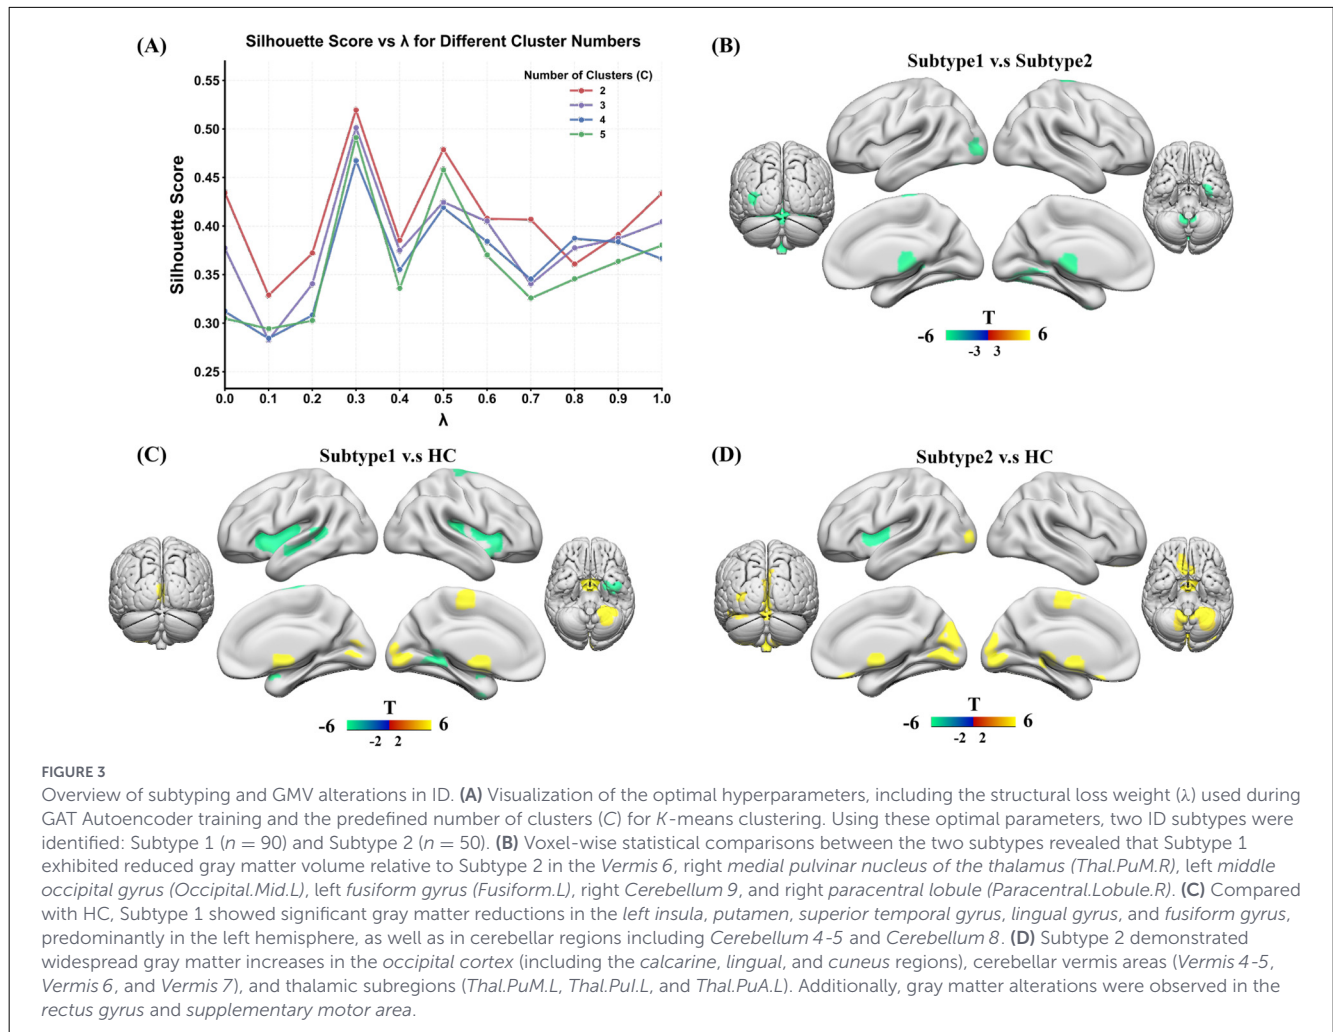 (A)
Silhouette Score vs λ for Different Cluster Numbers
Number of Clusters (C)
2
3
4
5
Silhouette Score
0.55
0.50
0.45
0.40
0.35
0.30
0.25
0.0 0.1 0.2 0.3 0.4 0.5 0.6 0.7 0.8 0.9 1.0
λ
(B)
Subtype1 v.s Subtype2
T
-6 6
-3 3
(C)
Subtype1 v.s HC
T
-6 6
-2 2
(D)
Subtype2 v.s HC
T
-6 6
-2 2
FIGURE 3
Overview of subtyping and GMV alterations in ID. (A) Visualization of the optimal hyperparameters, including the structural loss weight (λ) used during
GAT Autoencoder training and the predefined number of clusters (C) for K-means clustering. Using these optimal parameters, two ID subtypes were
identified: Subtype 1 (n = 90) and Subtype 2 (n = 50). (B) Voxel-wise statistical comparisons between the two subtypes revealed that Subtype 1
exhibited reduced gray matter volume relative to Subtype 2 in the Vermis 6, right medial pulvinar nucleus of the thalamus (Thal.PuM.R), left middle
occipital gyrus (Occipital.Mid.L), left fusiform gyrus (Fusiform.L), right Cerebellum 9, and right paracentral lobule (Paracentral.Lobule.R). (C) Compared
with HC, Subtype 1 showed significant gray matter reductions in the left insula, putamen, superior temporal gyrus, lingual gyrus, and fusiform gyrus,
predominantly in the left hemisphere, as well as in cerebellar regions including Cerebellum 4-5 and Cerebellum 8. (D) Subtype 2 demonstrated
widespread gray matter increases in the occipital cortex (including the calcarine, lingual, and cuneus regions), cerebellar vermis areas (Vermis 4-5,
Vermis 6, and Vermis 7), and thalamic subregions (Thal.PuM.L, Thal.PuI.L, and Thal.PuA.L). Additionally, gray matter alterations were observed in the
rectus gyrus and supplementary motor area.